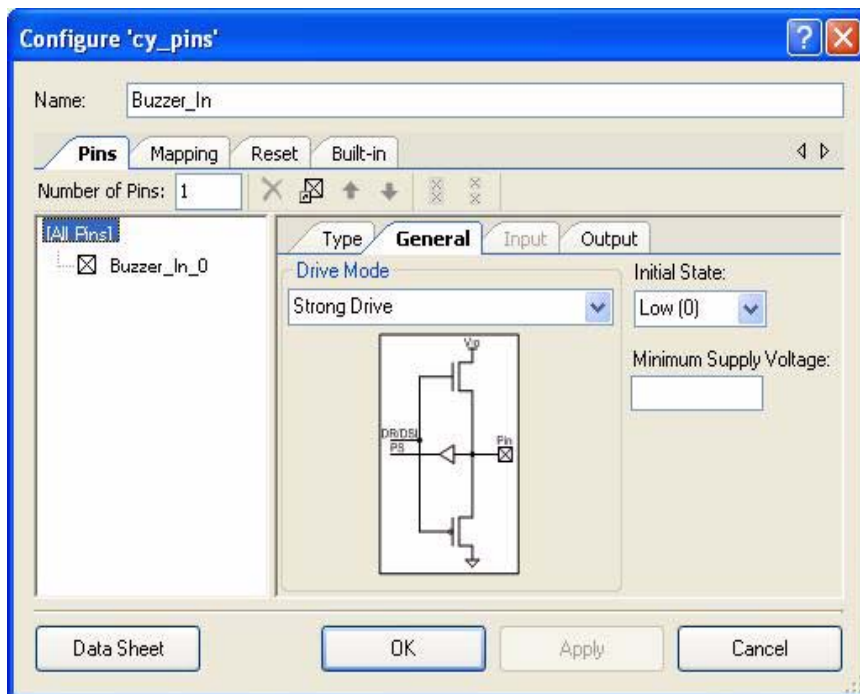 Configure 'cy_pins'
Name: Buzzer_In
Pins Mapping Reset Built-in
Number of Pins: 1
[All Pins]
Buzzer_In_0
Type General Input Output
Drive Mode
Strong Drive
Initial State:
Low (0)
Minimum Supply Voltage:
Vio
DR/DSI
PS
Pin
Data Sheet OK Apply Cancel